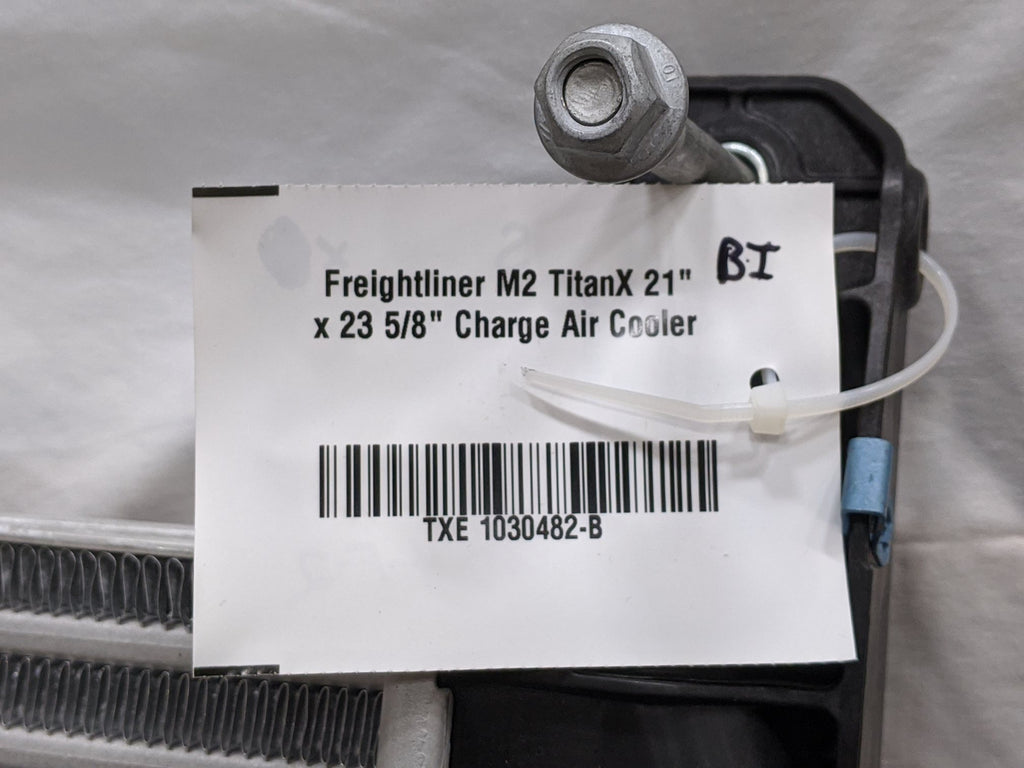 Freightliner M2 TitanX 21" BI
x 23 5/8" Charge Air Cooler
TXE 1030482-B